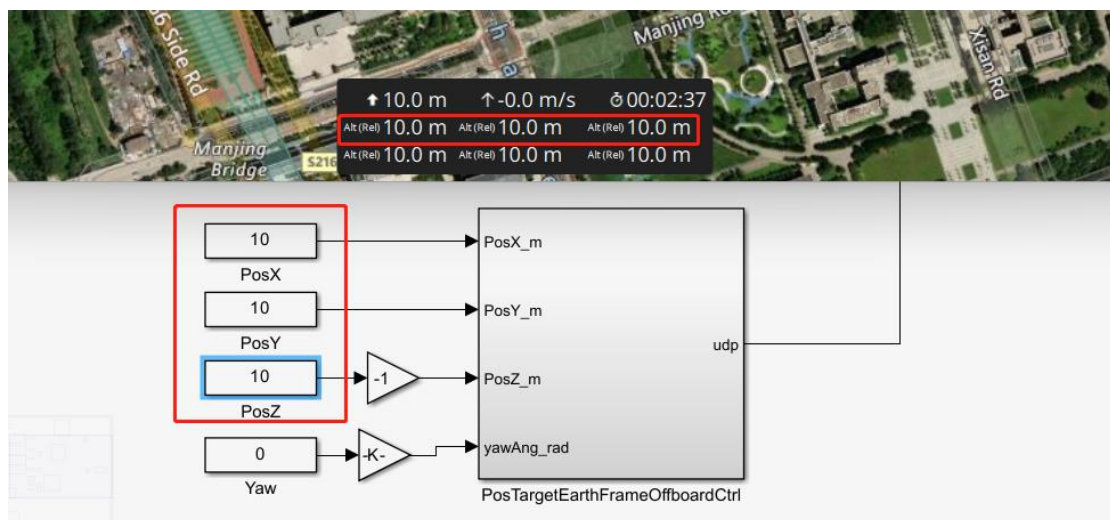 66 Side Rd
Manjing
Xisan Rd
10.0 m -0.0 m/s 00:02:37
Alt (Rel) 10.0 m Alt (Rel) 10.0 m Alt (Rel) 10.0 m
Alt (Rel) 10.0 m Alt (Rel) 10.0 m Alt (Rel) 10.0 m
Manjing
Bridge
S216
10
PosX_m
PosX
10
PosY_m
PosY
udp
10
-1
PosZ_m
PosZ
0
-K-
yawAng_rad
Yaw
PosTargetEarthFrameOffboardCtrl